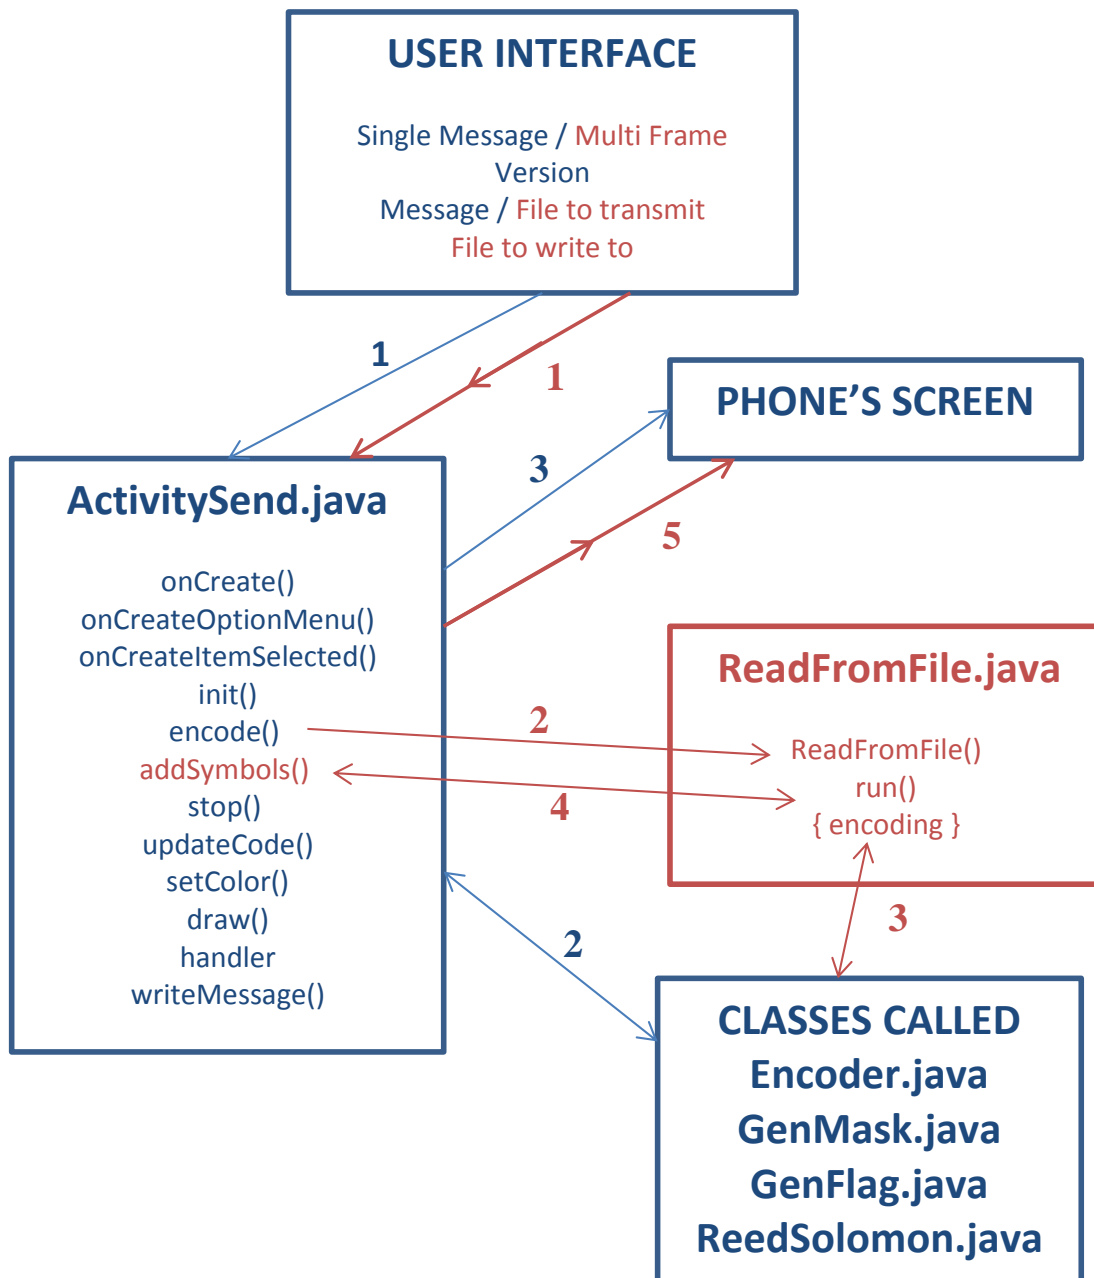 USER INTERFACE
Single Message / Multi Frame
Version
Message / File to transmit
File to write to
1
1
PHONE’S SCREEN
3
5
ActivitySend.java
onCreate()
onCreateOptionMenu()
onCreateItemSelected()
init()
encode()
addSymbols()
stop()
updateCode()
setColor()
draw()
handler
writeMessage()
2
4
ReadFromFile.java
ReadFromFile()
run()
{ encoding }
3
2
CLASSES CALLED
Encoder.java
GenMask.java
GenFlag.java
ReedSolomon.java